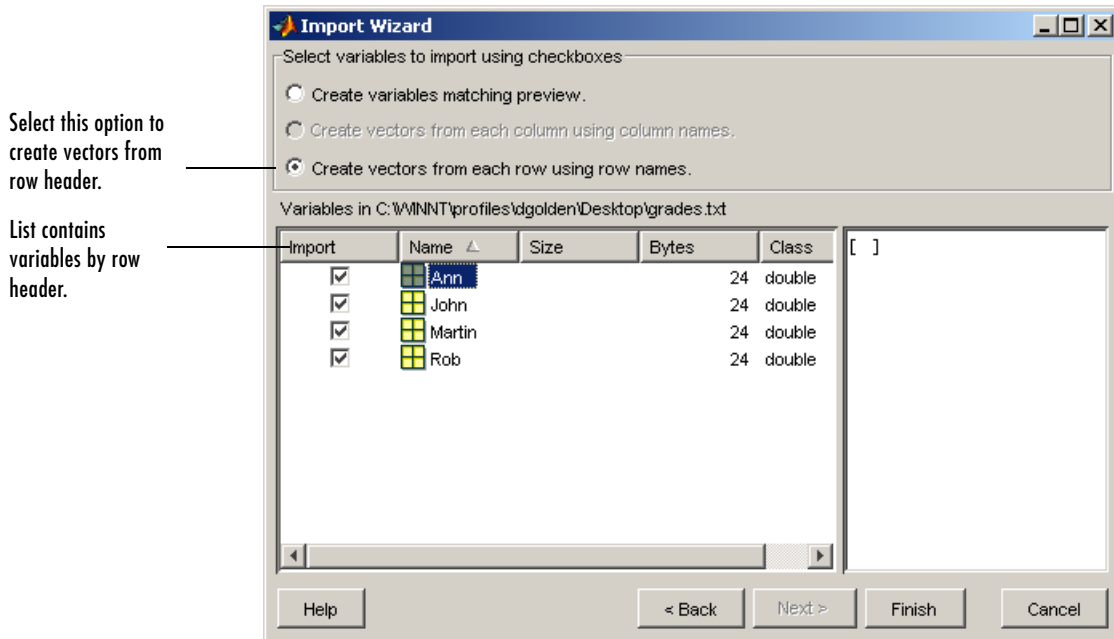 Import Wizard
Select variables to import using checkboxes
Create variables matching preview.
Create vectors from each column using column names.
Create vectors from each row using row names.
Select this option to
create vectors from
row header.
List contains
variables by row
header.
Variables in C:\WINNT\profiles\dgolden\Desktop\grades.txt
Import Name Size Bytes Class
Ann 24 double
John 24 double
Martin 24 double
Rob 24 double
[ ]
Help < Back Next > Finish Cancel